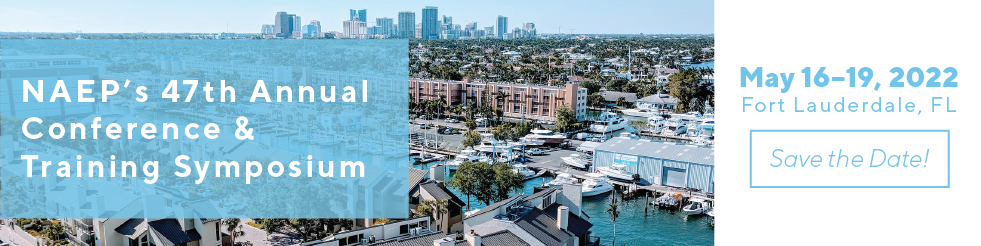 NAEP's 47th Annual
Conference &
Training Symposium
May 16–19, 2022
Fort Lauderdale, FL
Save the Date!